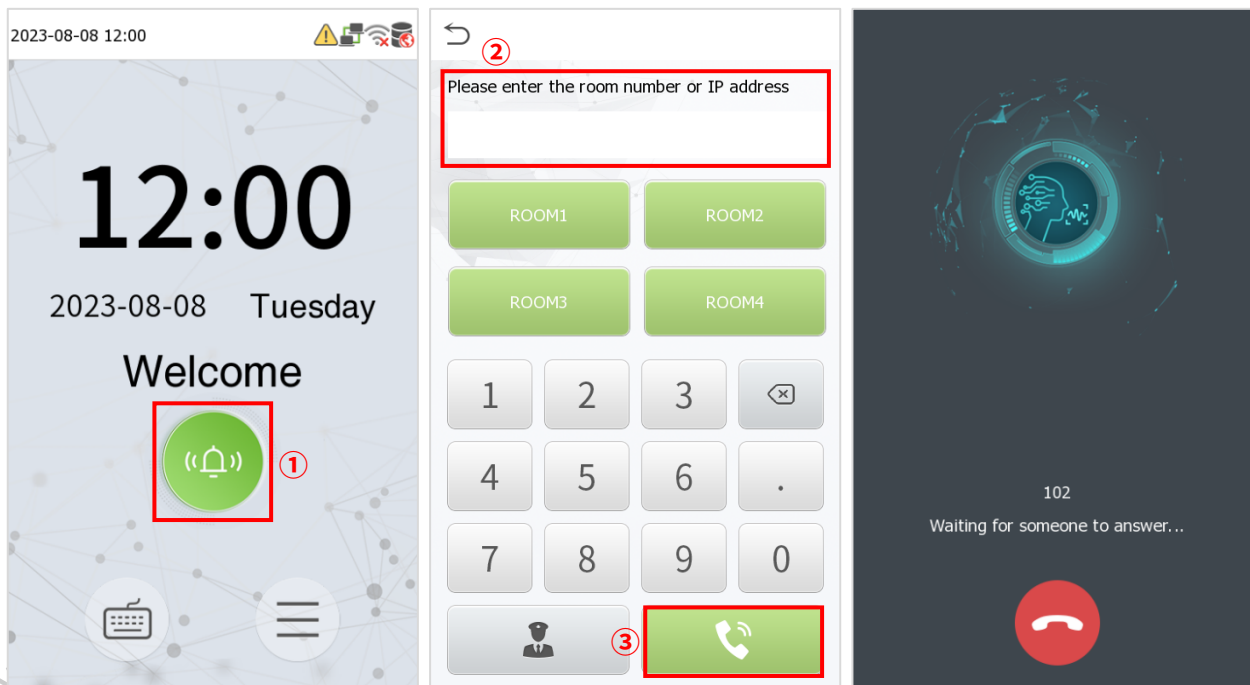 2023-08-08 12:00
12:00
2023-08-08 Tuesday
Welcome
①
②
Please enter the room number or IP address
ROOM1 ROOM2
ROOM3 ROOM4
1 2 3
4 5 6 .
7 8 9 0
③
102
Waiting for someone to answer...